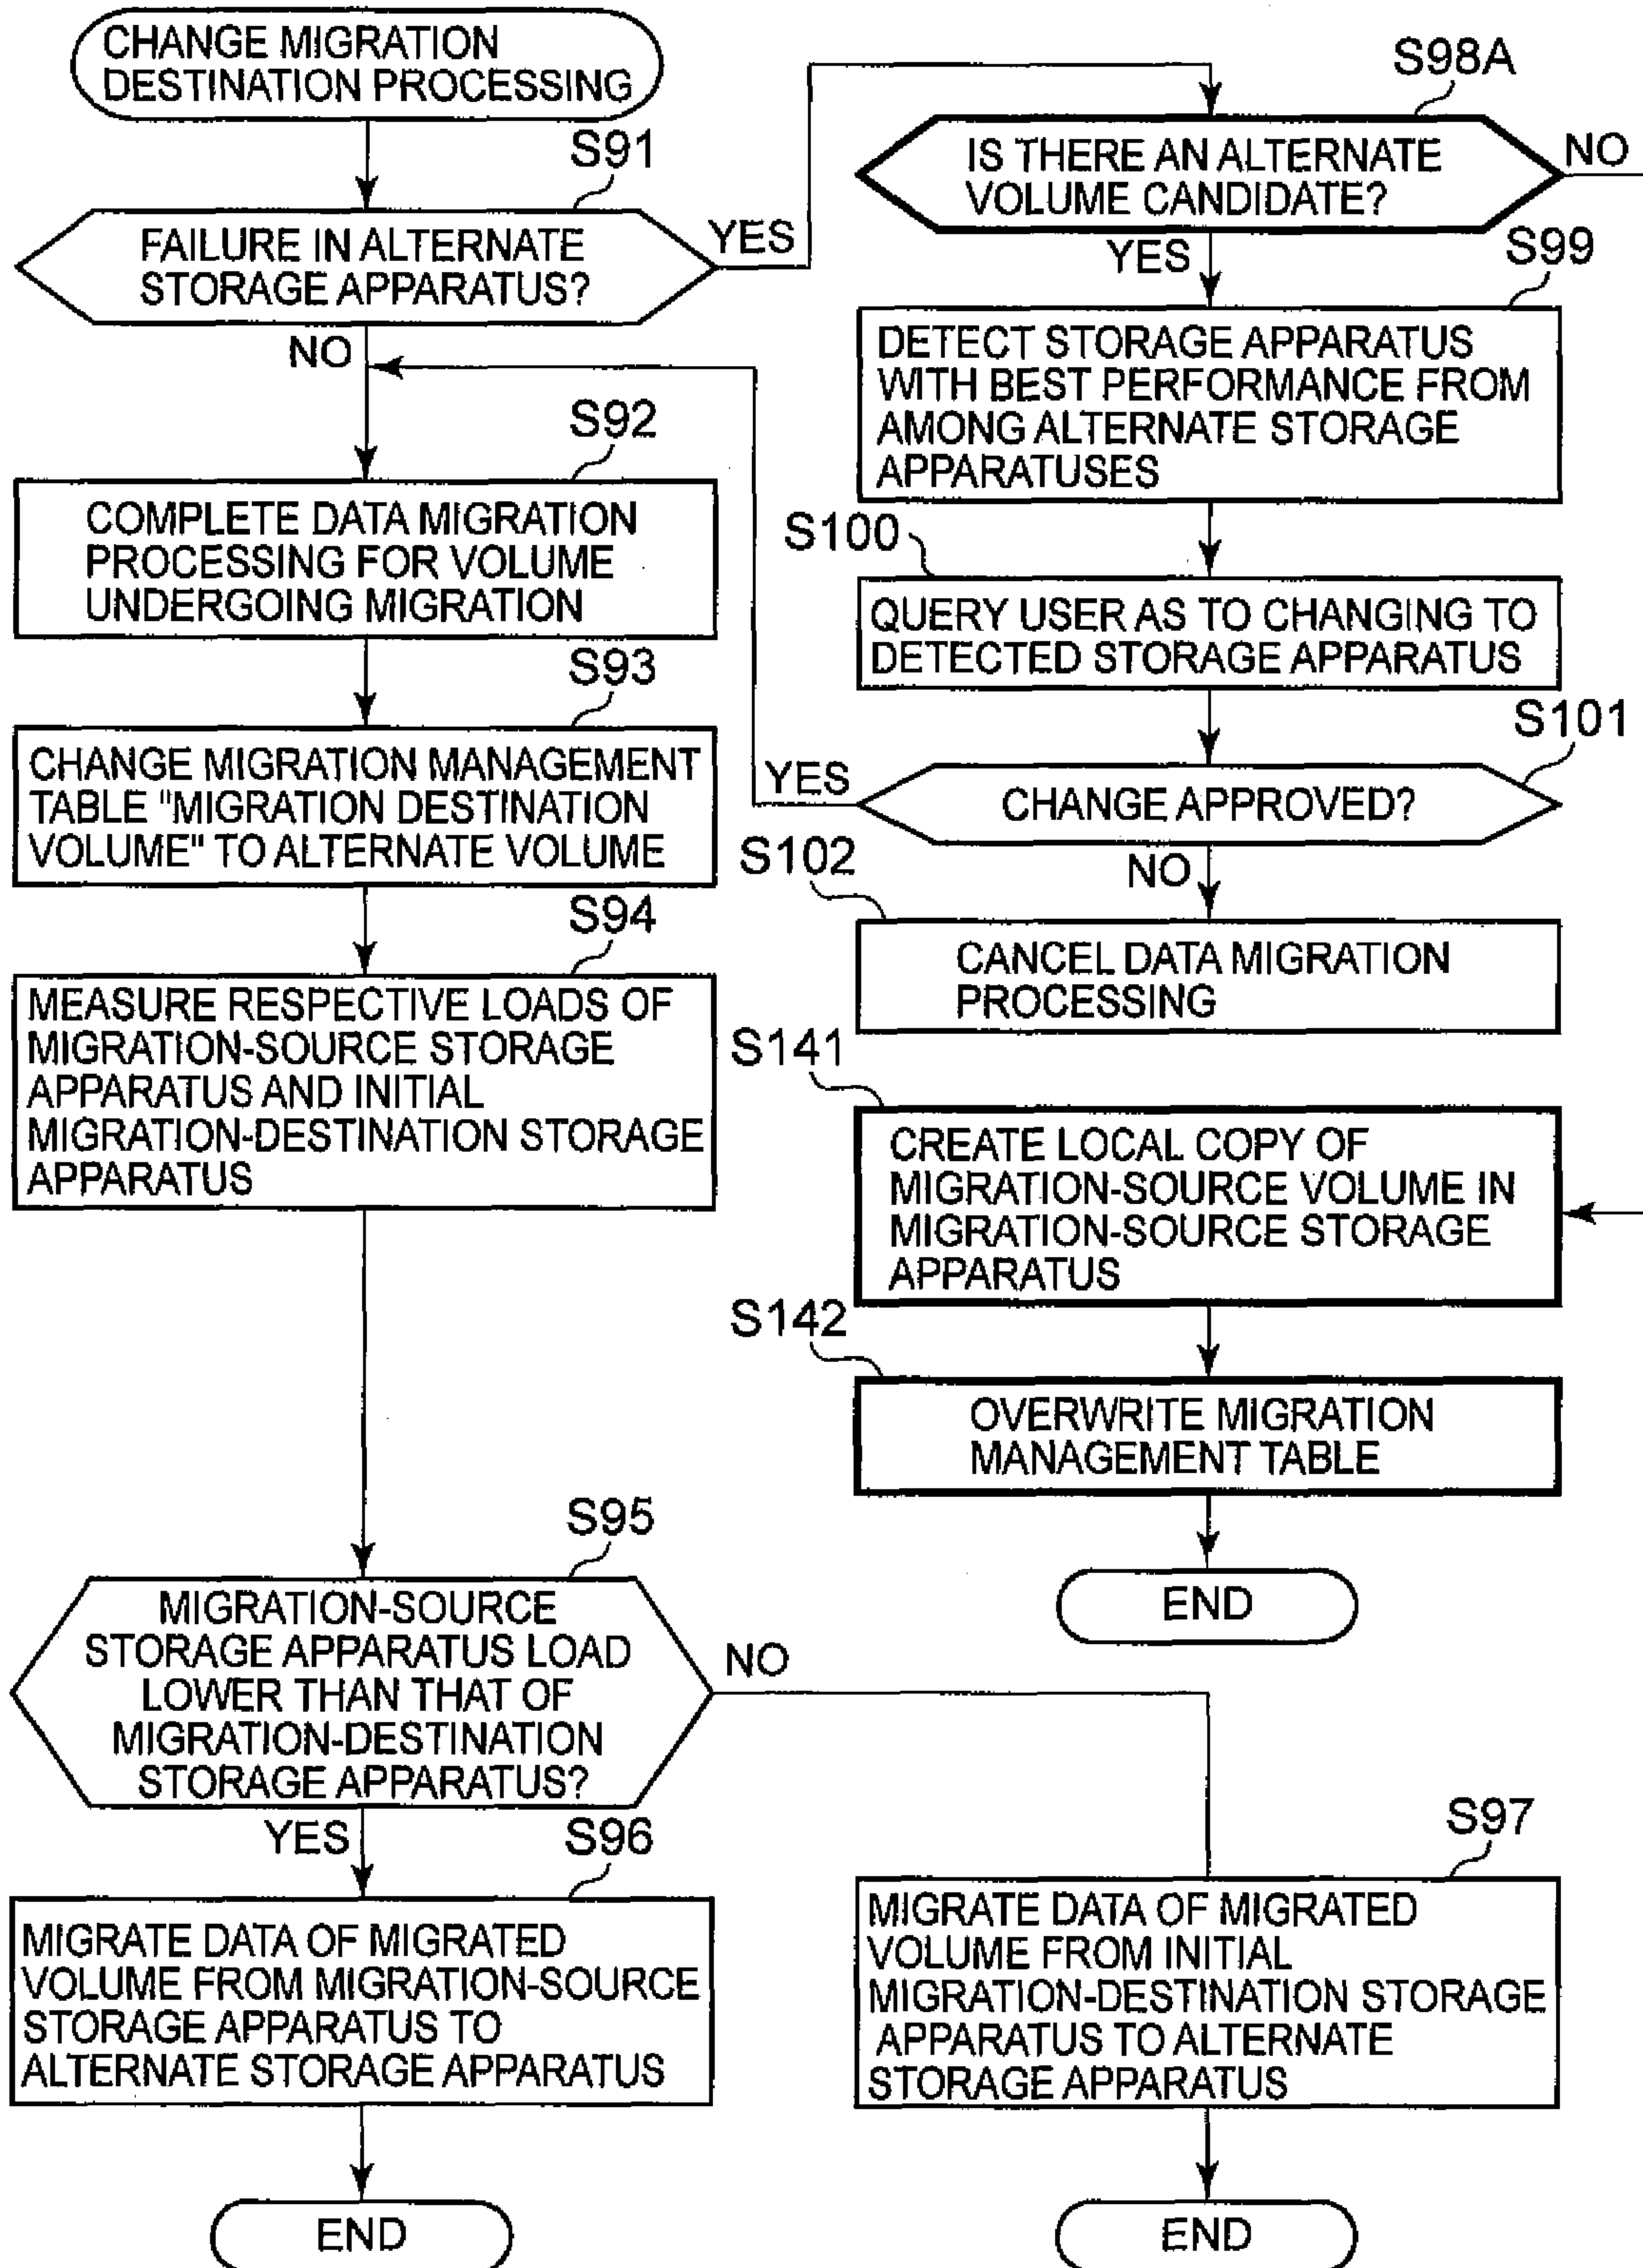 CHANGE MIGRATION
DESTINATION PROCESSING
S91
FAILURE IN ALTERNATE
STORAGE APPARATUS?
YES
NO
S92
COMPLETE DATA MIGRATION
PROCESSING FOR VOLUME
UNDERGOING MIGRATION
S93
CHANGE MIGRATION MANAGEMENT
TABLE "MIGRATION DESTINATION
VOLUME" TO ALTERNATE VOLUME
S94
MEASURE RESPECTIVE LOADS OF
MIGRATION-SOURCE STORAGE
APPARATUS AND INITIAL
MIGRATION-DESTINATION STORAGE
APPARATUS
S95
MIGRATION-SOURCE
STORAGE APPARATUS LOAD
LOWER THAN THAT OF
MIGRATION-DESTINATION
STORAGE APPARATUS?
NO
YES
S96
MIGRATE DATA OF MIGRATED
VOLUME FROM MIGRATION-SOURCE
STORAGE APPARATUS TO
ALTERNATE STORAGE APPARATUS
END
S98A
IS THERE AN ALTERNATE
VOLUME CANDIDATE?
NO
YES
S99
DETECT STORAGE APPARATUS
WITH BEST PERFORMANCE FROM
AMONG ALTERNATE STORAGE
APPARATUSES
S100
QUERY USER AS TO CHANGING TO
DETECTED STORAGE APPARATUS
S101
CHANGE APPROVED?
YES
NO
S102
CANCEL DATA MIGRATION
PROCESSING
S141
CREATE LOCAL COPY OF
MIGRATION-SOURCE VOLUME IN
MIGRATION-SOURCE STORAGE
APPARATUS
S142
OVERWRITE MIGRATION
MANAGEMENT TABLE
END
S97
MIGRATE DATA OF MIGRATED
VOLUME FROM INITIAL
MIGRATION-DESTINATION STORAGE
APPARATUS TO ALTERNATE
STORAGE APPARATUS
END